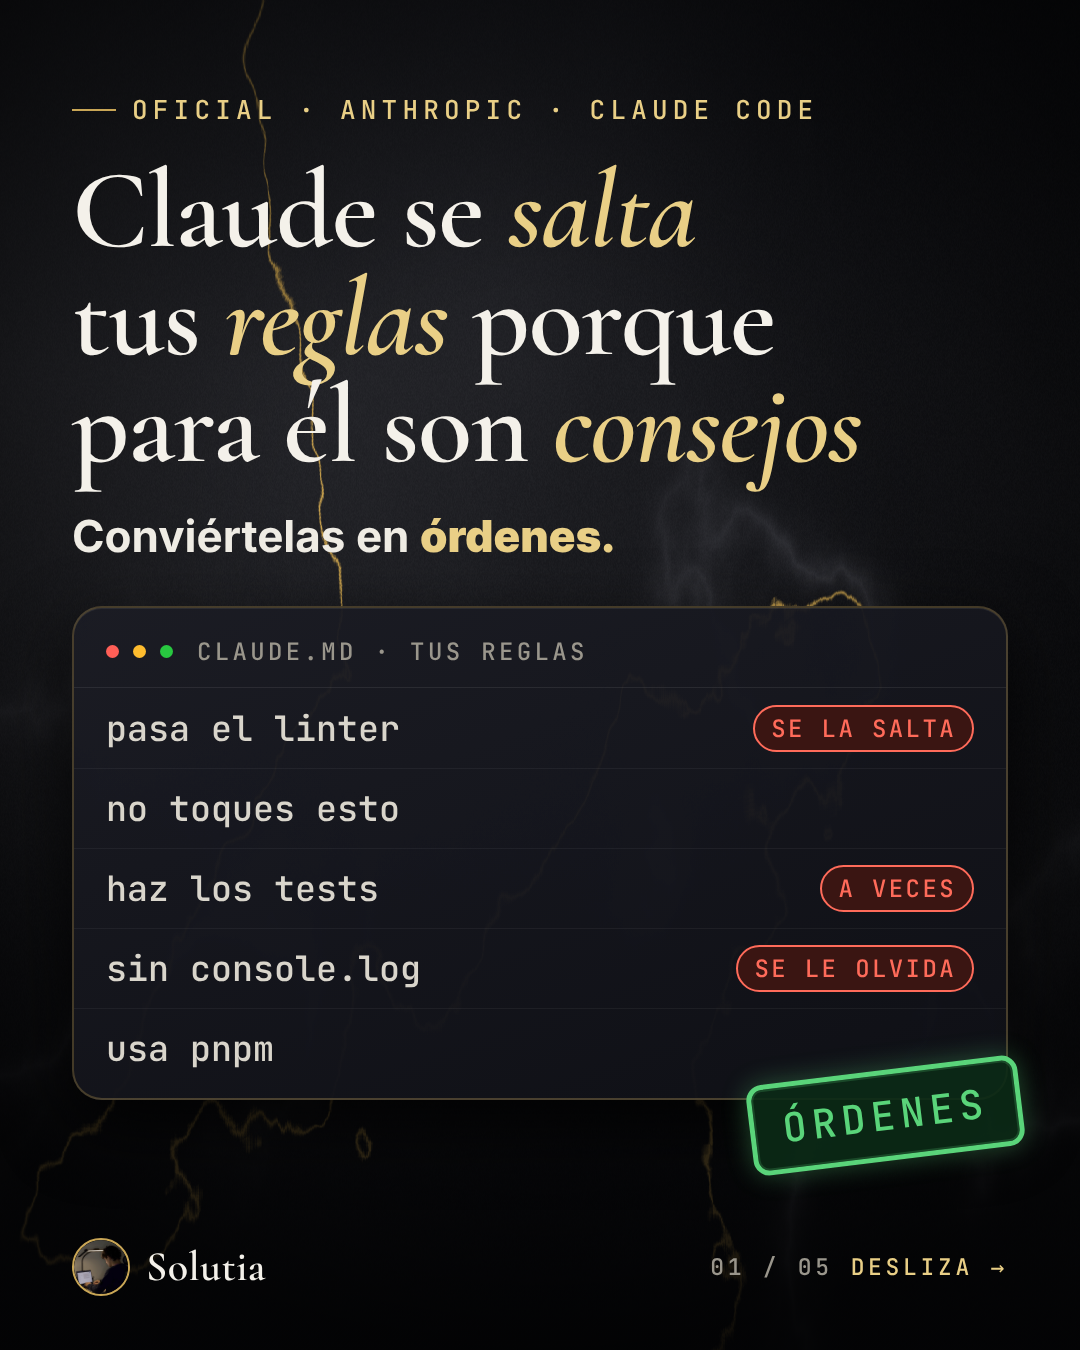 OFICIAL · ANTHROPIC · CLAUDE CODE
Claude se salta
tus reglas porque
para él son consejos
Conviértelas en órdenes.
CLAUDE.MD · TUS REGLAS
pasa el linter SE LA SALTA
no toques esto
haz los tests A VECES
sin console.log SE LE OLVIDA
usa pnpm
ÓRDENES
Solutia 01 / 05 DESLIZA →